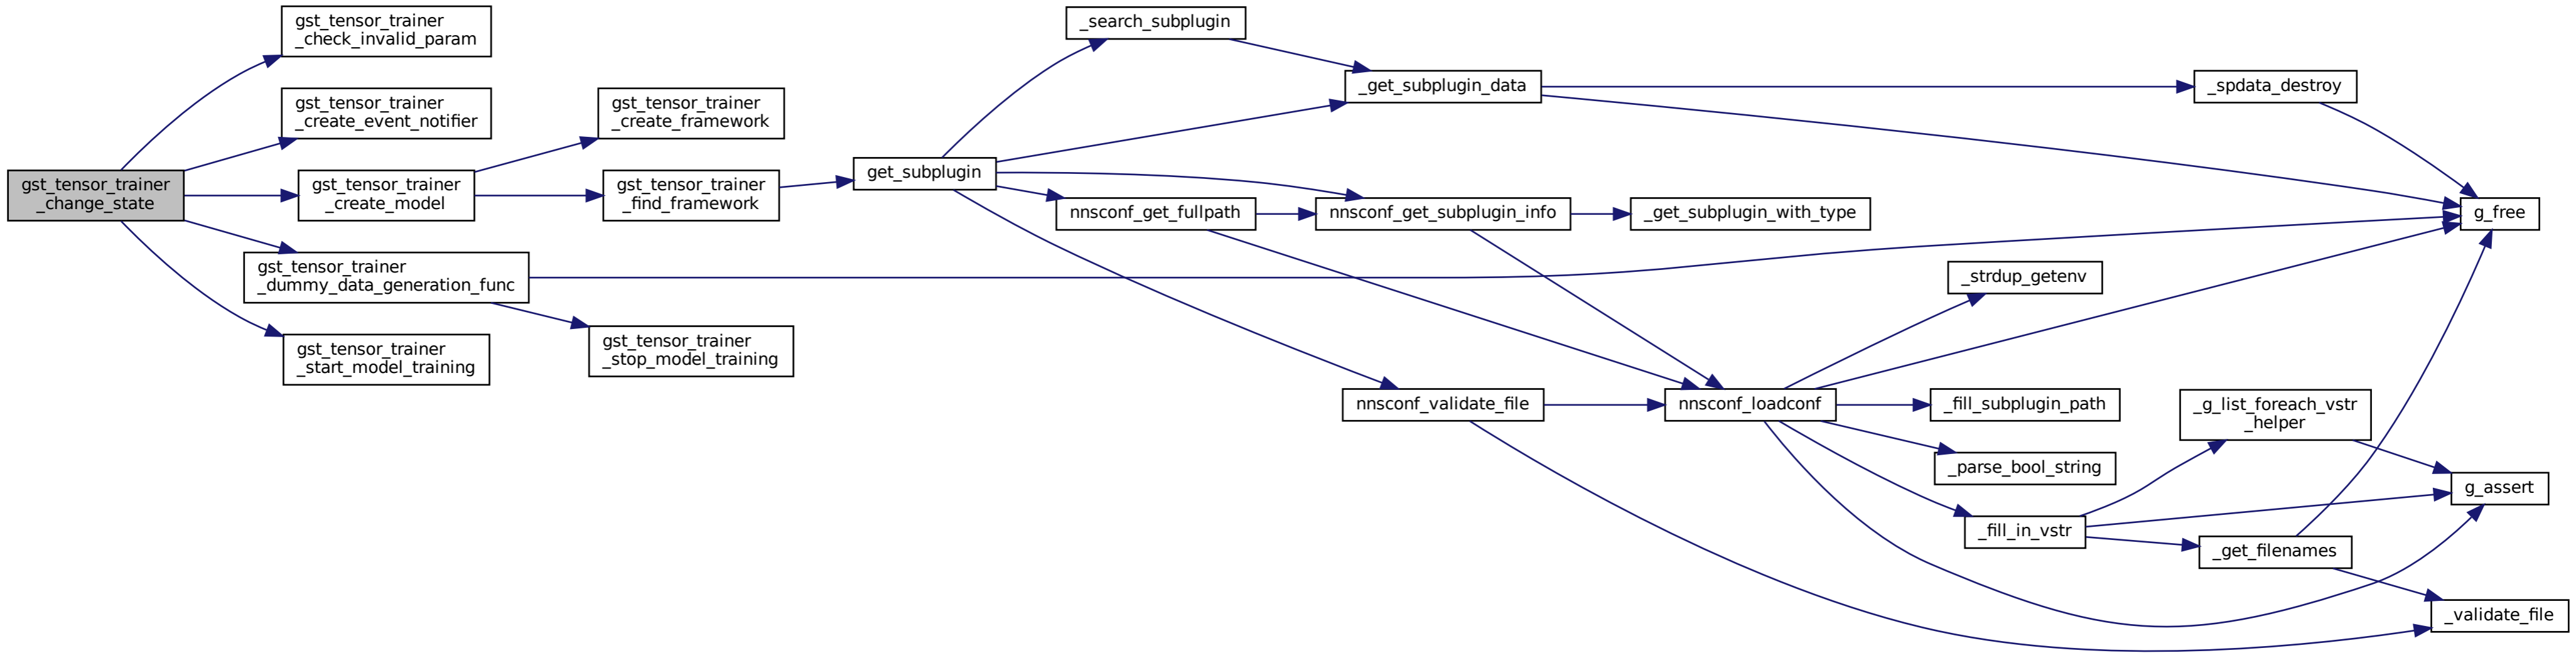 gst_tensor_trainer
_change_state
gst_tensor_trainer
_check_invalid_param
gst_tensor_trainer
_create_event_notifier
gst_tensor_trainer
_create_model
gst_tensor_trainer
_dummy_data_generation_func
gst_tensor_trainer
_start_model_training
gst_tensor_trainer
_create_framework
gst_tensor_trainer
_find_framework
gst_tensor_trainer
_stop_model_training
get_subplugin
_search_subplugin
nnsconf_get_fullpath
_get_subplugin_data
nnsconf_get_subplugin_info
nnsconf_validate_file
_get_subplugin_with_type
nnsconf_loadconf
_strdup_getenv
_fill_subplugin_path
_parse_bool_string
_fill_in_vstr
_spdata_destroy
_g_list_foreach_vstr
_helper
_get_filenames
g_free
g_assert
_validate_file